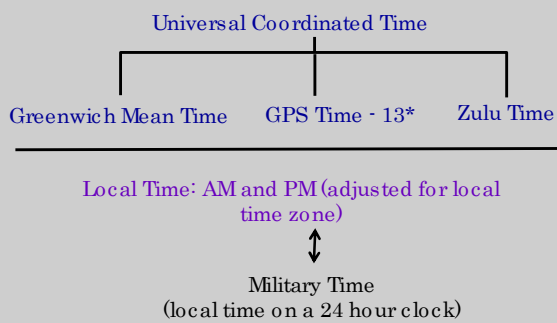 Universal Coordinated Time
Greenwich Mean Time GPS Time - 13* Zulu Time
Local Time: AM and PM (adjusted for local
time zone)
Military Time
(local time on a 24 hour clock)